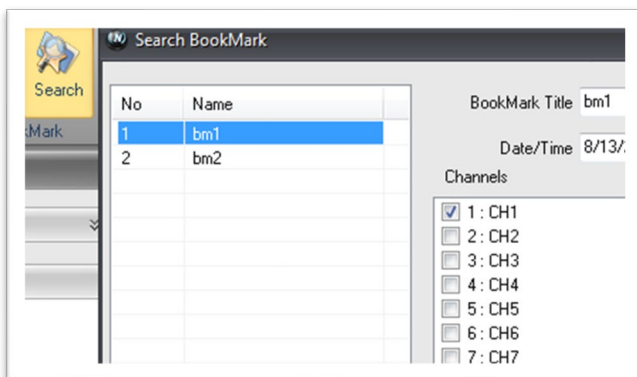 Search BookMark
Search
Mark
No Name
1 bm1
2 bm2
BookMark Title bm1
Date/Time 8/13/
Channels
1 : CH1
2 : CH2
3 : CH3
4 : CH4
5 : CH5
6 : CH6
7 : CH7